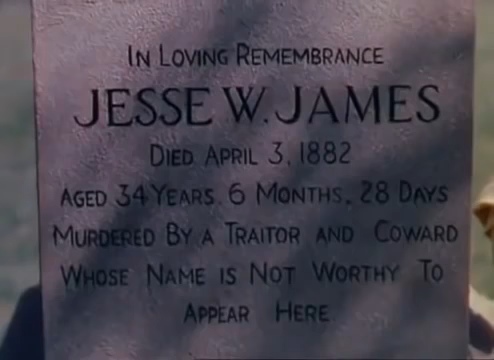 In Loving Remembrance
JESSE W. JAMES
Died April 3, 1882
Aged 34 Years. 6 Months, 28 Days
Murdered By a Traitor and Coward
Whose Name is Not Worthy To
Appear Here